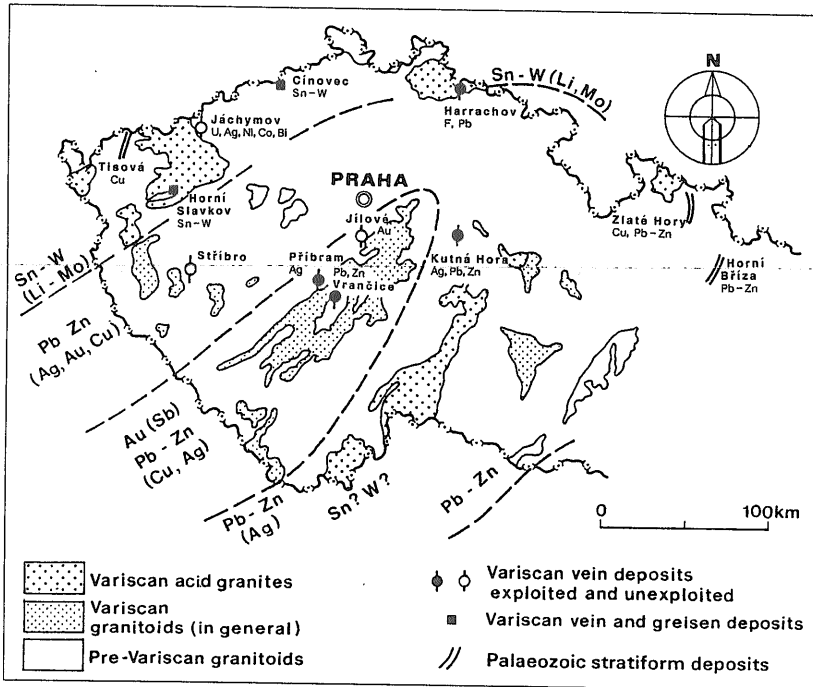 N
Sn-W(Li,Mo)
Cínovec
Sn-W
Harrachov
F, Pb
Jáchymov
U, Ag, Ni, Co, Bi
Tisová
Cu
Horní
Slavkov
Sn-W
PRAHA
Jílové
Au
Zlaté Hory
Cu, Pb-Zn
Horní
Bříza
Pb-Zn
Stříbro
Příbram
Ag
Pb, Zn
Vrančice
Kutná Hora
Ag, Pb, Zn
Sn-W
(Li-Mo)
Pb Zn
(Ag, Au, Cu)
Au (Sb)
Pb-Zn
(Cu, Ag)
Pb-Zn
(Ag)
Sn? W?
Pb-Zn
0 100km
Variscan acid granites
Variscan
granitoids (in general)
Pre-Variscan granitoids
Variscan vein deposits
exploited and unexploited
Variscan vein and greisen deposits
Palaeozoic stratiform deposits